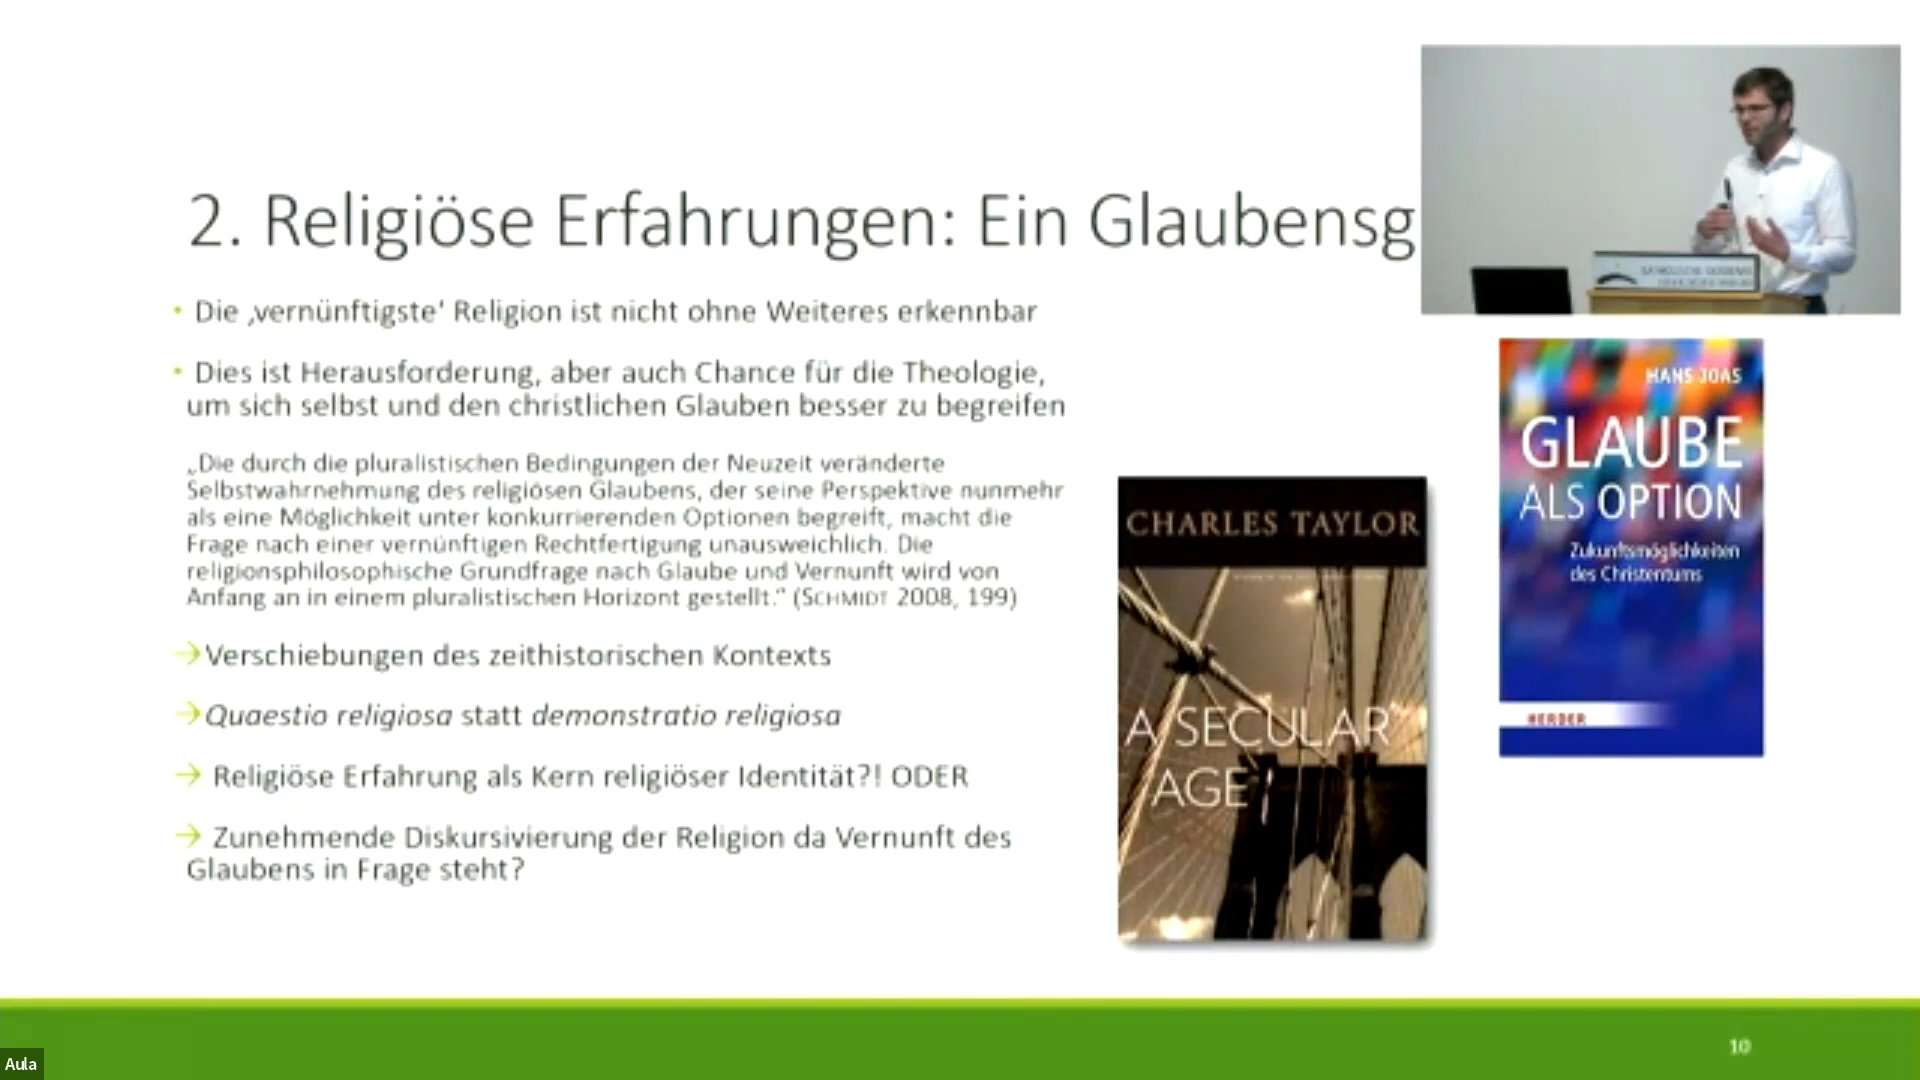 2. Religiöse Erfahrungen: Ein Glaubensg
• Die ‚vernünftigste' Religion ist nicht ohne Weiteres erkennbar
• Dies ist Herausforderung, aber auch Chance für die Theologie,
um sich selbst und den christlichen Glauben besser zu begreifen
„Die durch die pluralistischen Bedingungen der Neuzeit veränderte
Selbstwahrnehmung des religiösen Glaubens, der seine Perspektive nunmehr
als eine Möglichkeit unter konkurrierenden Optionen begreift, macht die
Frage nach einer vernünftigen Rechtfertigung unausweichlich. Die
religionsphilosophische Grundfrage nach Glaube und Vernunft wird von
Anfang an in einem pluralistischen Horizont gestellt.“ (SCHMIDT 2008, 199)
→Verschiebungen des zeithistorischen Kontexts
→Quaestio religiosa statt demonstratio religiosa
→ Religiöse Erfahrung als Kern religiöser Identität?! ODER
→ Zunehmende Diskursivierung der Religion da Vernunft des
Glaubens in Frage steht?
CHARLES TAYLOR
A SECULAR
AGE
HANS JOAS
GLAUBE
ALS OPTION
Zukunftsmöglichkeiten
des Christentums
HERDER
KATHOLISCHE AKADEMIE
10
Aula